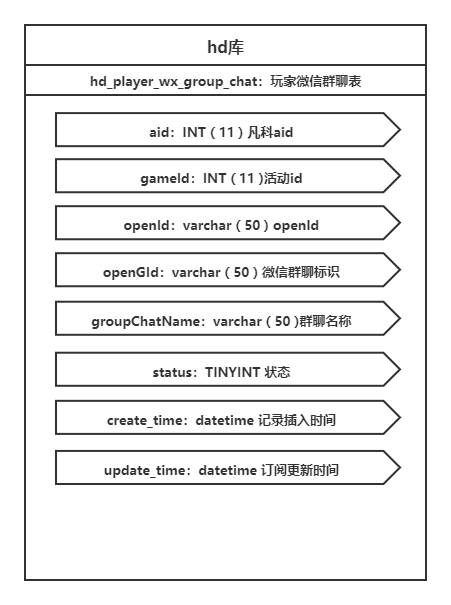 hd库
hd_player_wx_group_chat：玩家微信群聊表
aid：INT（11）凡科aid
gameId：INT（11)活动id
openId：varchar（50）openId
openGId：varchar（50）微信群聊标识
groupChatName：varchar（50)群聊名称
status：TINYINT 状态
create_time：datetime 记录插入时间
update_time：datetime 订阅更新时间